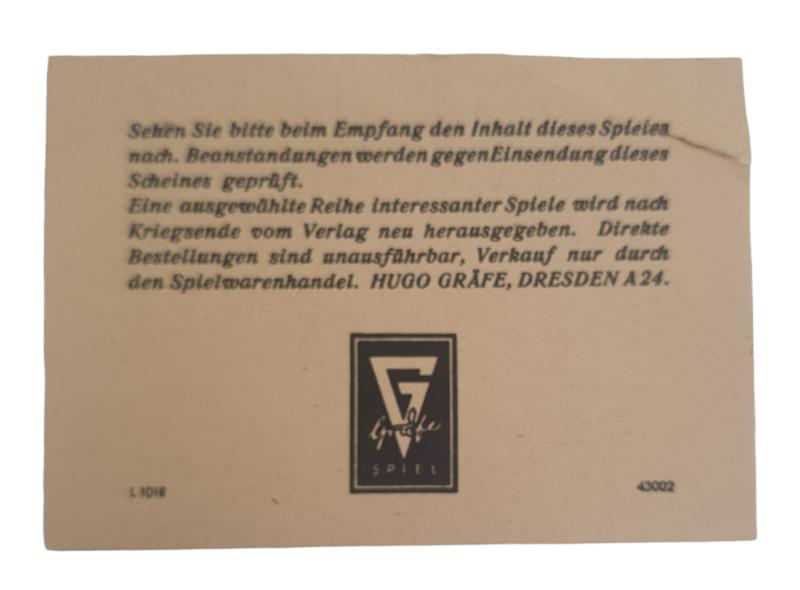 Sehen Sie bitte beim Empfang den Inhalt dieses Spieles
nach. Beanstandungen werden gegen Einsendung dieses
Scheines geprüft.
Eine ausgewählte Reihe interessanter Spiele wird nach
Kriegsende vom Verlag neu herausgegeben. Direkte
Bestellungen sind unausführbar, Verkauf nur durch
den Spielwarenhandel. HUGO GRÄFE, DRESDEN A 24.
G
Gräfe
SPIEL
L 1018
43002